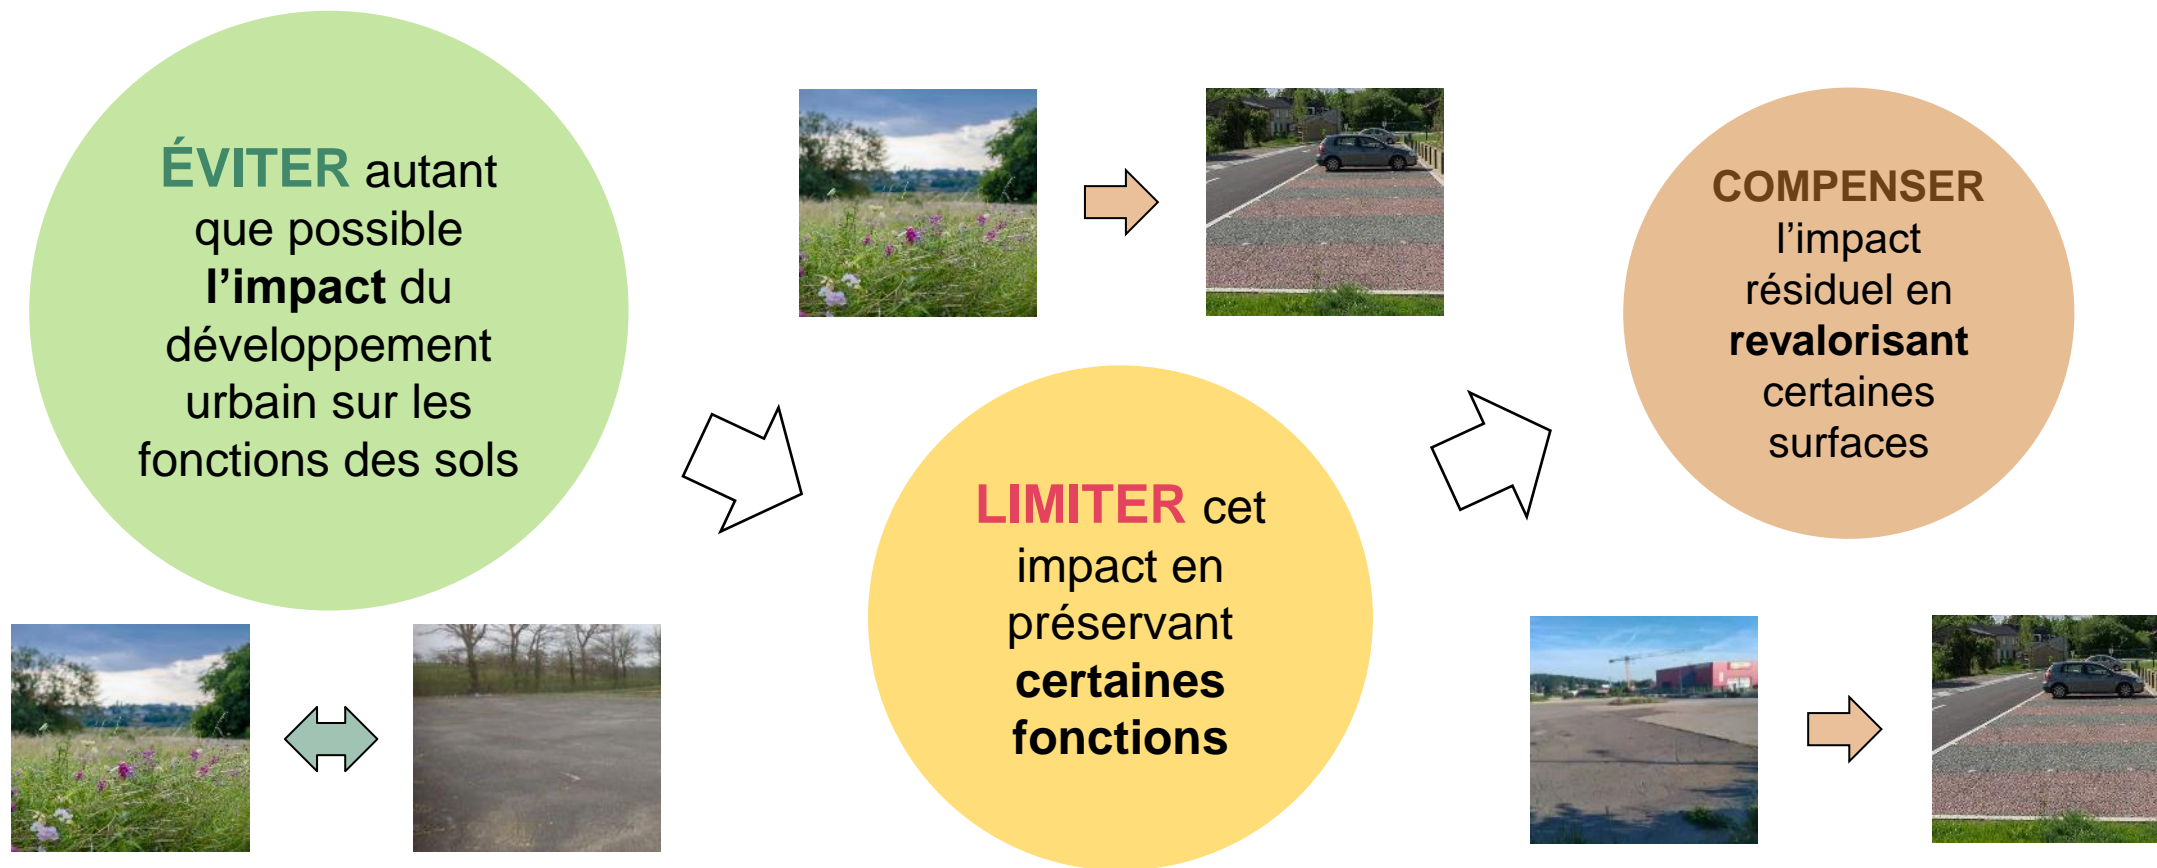 ÉVITER autant
que possible
l’impact du
développement
urbain sur les
fonctions des sols
LIMITER cet
impact en
préservant
certaines
fonctions
COMPENSER
l’impact
résiduel en
revalorisant
certaines
surfaces